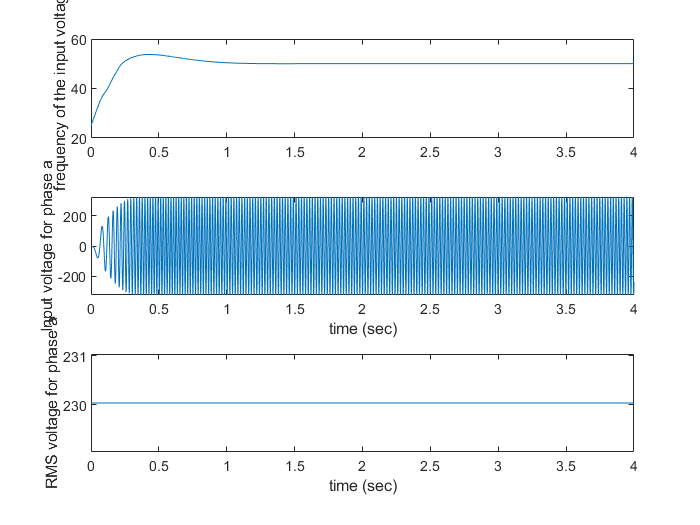 frequency of the input voltag
60
40
20
0 0.5 1 1.5 2 2.5 3 3.5 4
Input voltage for phase a
200
0
-200
0 0.5 1 1.5 2 2.5 3 3.5 4
time (sec)
RMS voltage for phase a
231
230
0 0.5 1 1.5 2 2.5 3 3.5 4
time (sec)